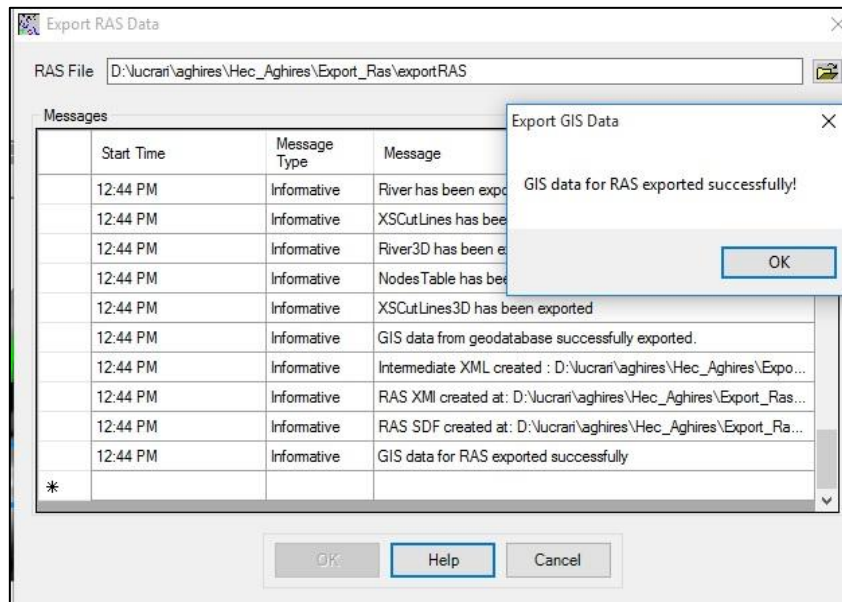 Export RAS Data
RAS File D:\lucrari\aghires\Hec_Aghires\Export_Ras\exportRAS
Messages
Start Time Message Type Message
12:44 PM Informative River has been expo
12:44 PM Informative XSCutLines has bee
12:44 PM Informative River3D has been e
12:44 PM Informative NodesTable has bee
12:44 PM Informative XSCutLines3D has been exported
12:44 PM Informative GIS data from geodatabase successfully exported.
12:44 PM Informative Intermediate XML created : D:\lucrari\aghires\Hec_Aghires\Expo...
12:44 PM Informative RAS XMl created at: D:\lucrari\aghires\Hec_Aghires\Export_Ras...
12:44 PM Informative RAS SDF created at: D:\lucrari\aghires\Hec_Aghires\Export_Ra...
12:44 PM Informative GIS data for RAS exported successfully
*
OK Help Cancel
Export GIS Data
GIS data for RAS exported successfully!
OK